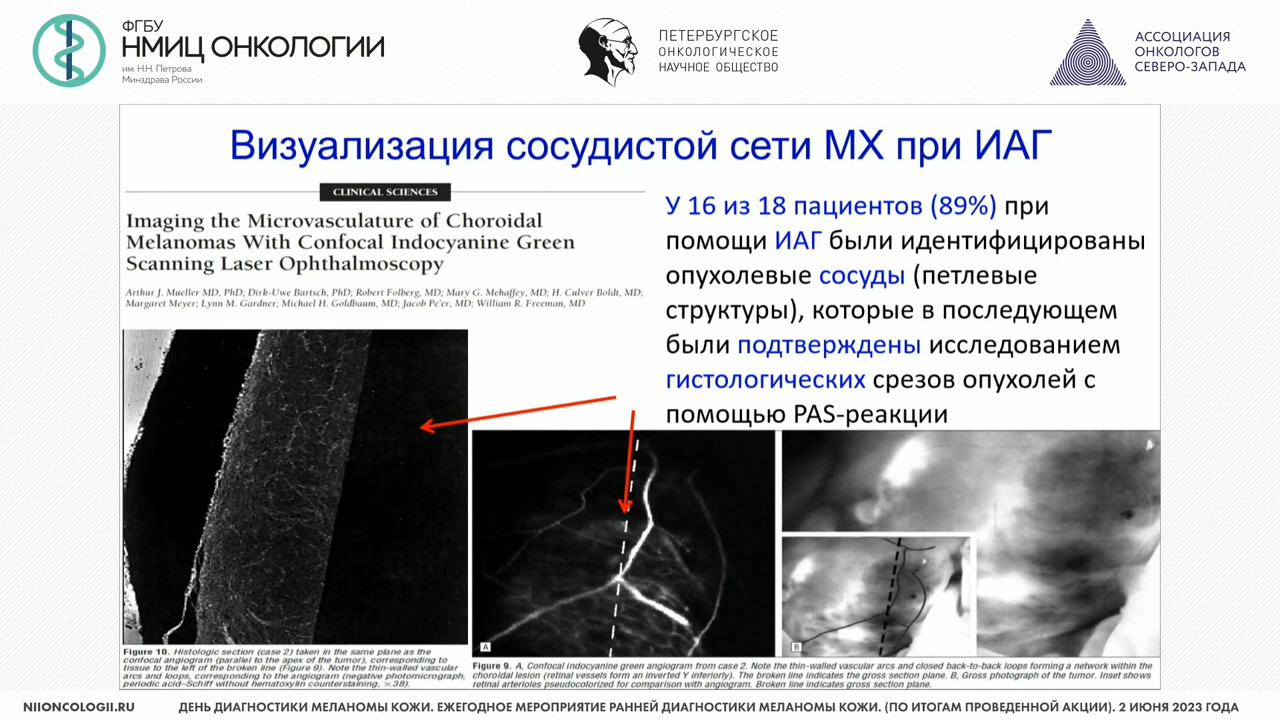 ФГБУ
НМИЦ ОНКОЛОГИИ
им. Н.Н. Петрова
Минздрава России
ПЕТЕРБУРГСКОЕ
ОНКОЛОГИЧЕСКОЕ
НАУЧНОЕ ОБЩЕСТВО
АССОЦИАЦИЯ
ОНКОЛОГОВ
СЕВЕРО-ЗАПАДА
Визуализация сосудистой сети МХ при ИАГ
CLINICAL SCIENCES
Imaging the Microvasculature of Choroidal
Melanomas With Confocal Indocyanine Green
Scanning Laser Ophthalmoscopy
Arthur J. Mueller MD, PhD; Dirk-Uwe Bartsch, PhD; Robert Folberg, MD; Mary G. Mehaffey, MD; H. Culver Boldt, MD;
Margaret Meyer; Lynn M. Gardner; Michael H. Goldbaum, MD; Jacob Pe'er, MD; William R. Freeman, MD
У 16 из 18 пациентов (89%) при
помощи ИАГ были идентифицированы
опухолевые сосуды (петлевые
структуры), которые в последующем
были подтверждены исследованием
гистологических срезов опухолей с
помощью PAS-реакции
A
B
Figure 10. Histologic section (case 2) taken in the same plane as the
confocal angiogram (parallel to the apex of the tumor), corresponding to
tissue to the left of the broken line (Figure 9). Note the thin-walled vascular
arcs and loops, corresponding to the angiogram (negative photomicrograph,
periodic acid–Schiff without hematoxylin counterstaining, ×38).
Figure 9. A, Confocal indocyanine green angiogram from case 2. Note the thin-walled vascular arcs and closed back-to-back loops forming a network within the
choroidal lesion (retinal vessels form an inverted Y inferiorly). The broken line indicates the gross section plane. B, Gross photograph of the tumor. Inset shows
retinal arterioles pseudocolorized for comparison with angiogram. Broken line indicates gross section plane.
NIIONCOLOGII.RU
ДЕНЬ ДИАГНОСТИКИ МЕЛАНОМЫ КОЖИ. ЕЖЕГОДНОЕ МЕРОПРИЯТИЕ РАННЕЙ ДИАГНОСТИКИ МЕЛАНОМЫ КОЖИ. (ПО ИТОГАМ ПРОВЕДЕННОЙ АКЦИИ). 2 ИЮНЯ 2023 ГОДА